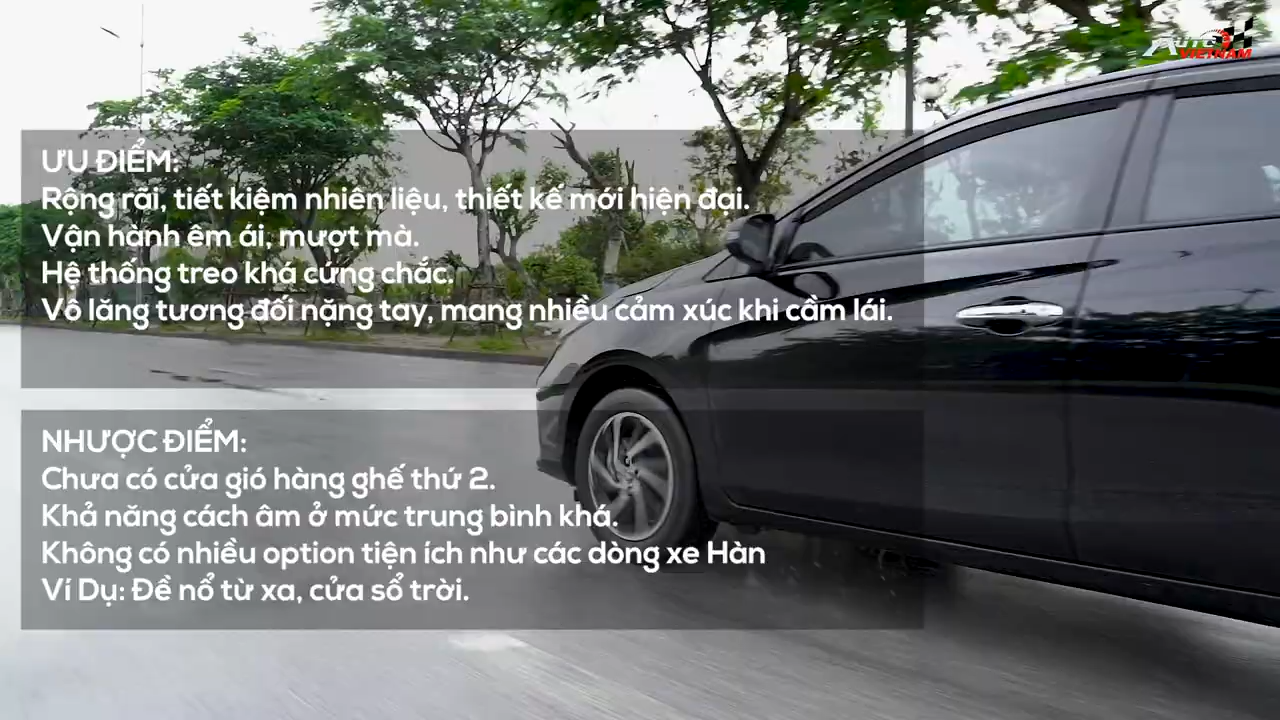 Auto
VIETNAM
ƯU ĐIỂM:
Rộng rãi, tiết kiệm nhiên liệu, thiết kế mới hiện đại.
Vận hành êm ái, mượt mà.
Hệ thống treo khá cứng chắc.
Vô lăng tương đối nặng tay, mang nhiều cảm xúc khi cầm lái.
NHƯỢC ĐIỂM:
Chưa có cửa gió hàng ghế thứ 2.
Khả năng cách âm ở mức trung bình khá.
Không có nhiều option tiện ích như các dòng xe Hàn
Ví Dụ: Đề nổ từ xa, cửa sổ trời.